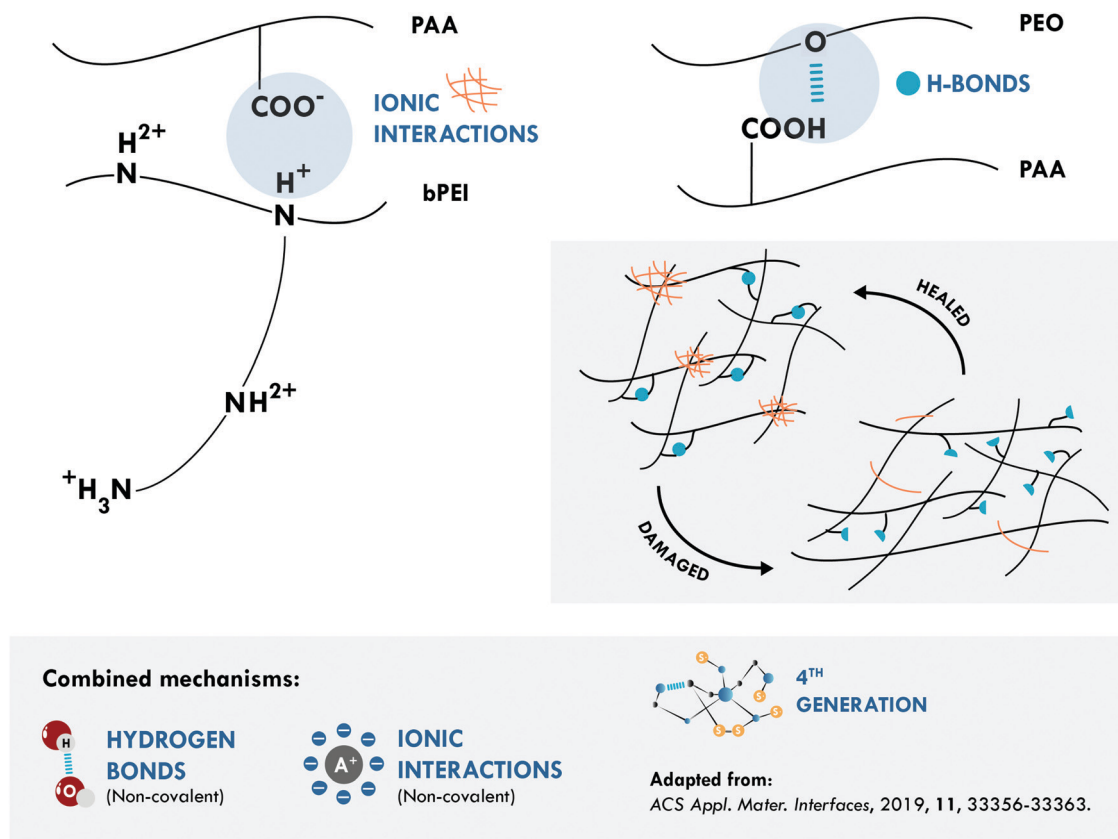 PAA
COO⁻
IONIC
INTERACTIONS
H²⁺
N
H⁺
N
bPEI
NH²⁺
⁺H₃N
PEO
O
H-BONDS
COOH
PAA
HEALED
DAMAGED
Combined mechanisms:
H
O
HYDROGEN
BONDS
(Non-covalent)
A⁺
IONIC
INTERACTIONS
(Non-covalent)
S
S
S
S
S
4TH
GENERATION
Adapted from:
ACS Appl. Mater. Interfaces, 2019, 11, 33356-33363.